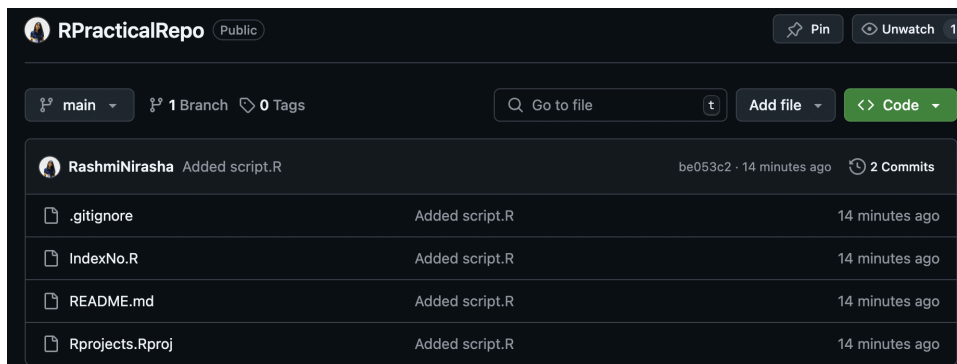 RPracticalRepo Public Pin Unwatch 1
main 1 Branch 0 Tags Go to file t Add file Code
RashmiNirasha Added script.R be053c2 · 14 minutes ago 2 Commits
.gitignore Added script.R 14 minutes ago
IndexNo.R Added script.R 14 minutes ago
README.md Added script.R 14 minutes ago
Rprojects.Rproj Added script.R 14 minutes ago